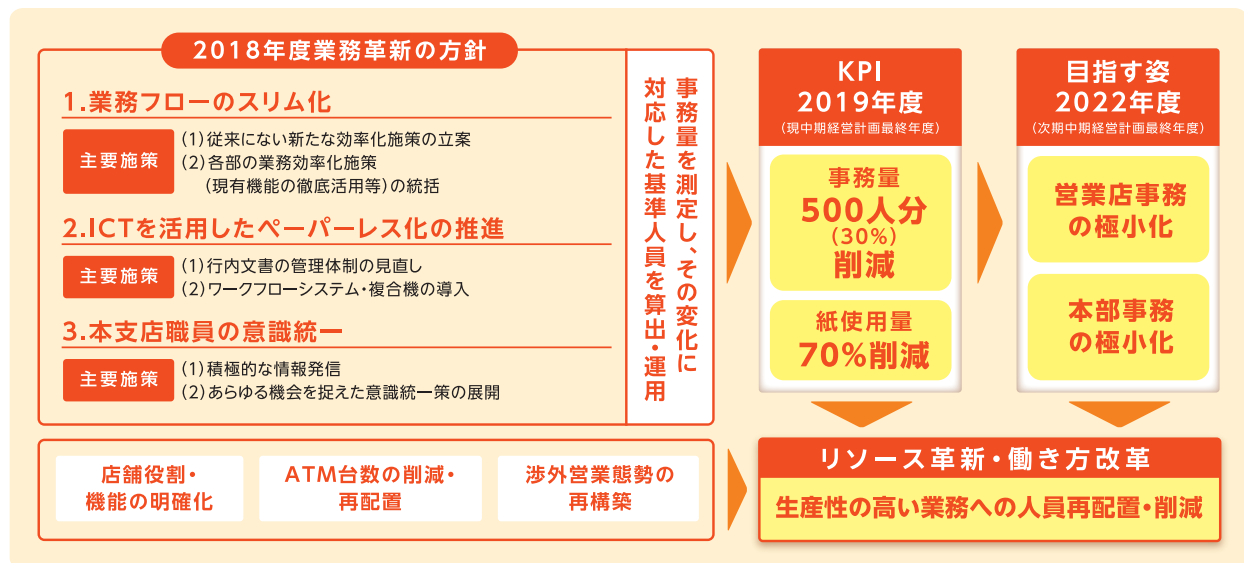 2018年度業務革新の方針
1.業務フローのスリム化
主要施策
(1)従来にない新たな効率化施策の立案
(2)各部の業務効率化施策
(現有機能の徹底活用等)の統括
2.ICTを活用したペーパーレス化の推進
主要施策
(1)行内文書の管理体制の見直し
(2)ワークフローシステム・複合機の導入
3.本支店職員の意識統一
主要施策
(1)積極的な情報発信
(2)あらゆる機会を捉えた意識統一策の展開
事務量を測定し、その変化に
対応した基準人員を算出・運用
KPI
2019年度
(現中期経営計画最終年度)
事務量
500人分
(30%)
削減
紙使用量
70%削減
目指す姿
2022年度
(次期中期経営計画最終年度)
営業店事務
の極小化
本部事務
の極小化
店舗役割・
機能の明確化
ATM台数の削減・
再配置
渉外営業態勢の
再構築
リソース革新・働き方改革
生産性の高い業務への人員再配置・削減